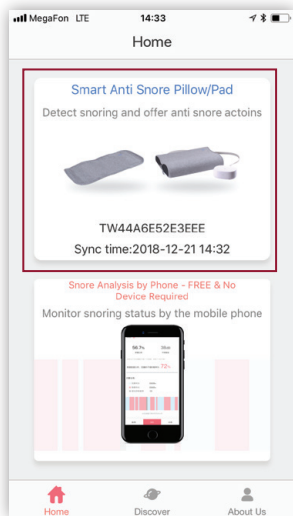 MegaFon LTE 14:33
Home
Smart Anti Snore Pillow/Pad
Detect snoring and offer anti snore actoins
TW44A6E52E3EEE
Sync time:2018-12-21 14:32
Snore Analysis by Phone - FREE & No
Device Required
Monitor snoring status by the mobile phone
Home Discover About Us